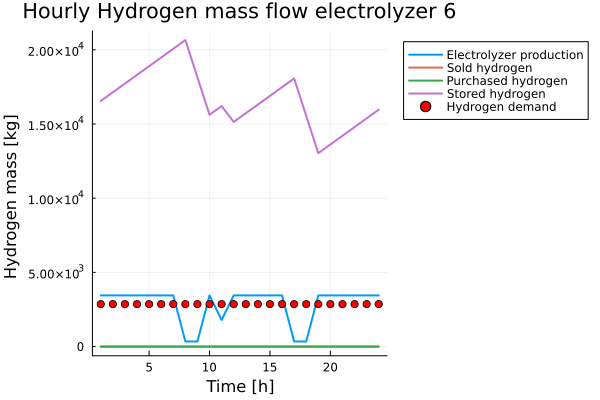 Hourly Hydrogen mass flow electrolyzer 6
Hydrogen mass [kg]
2.00×10⁴
1.50×10⁴
1.00×10⁴
5.00×10³
0
5
10
15
20
Time [h]
Electrolyzer production
Sold hydrogen
Purchased hydrogen
Stored hydrogen
Hydrogen demand